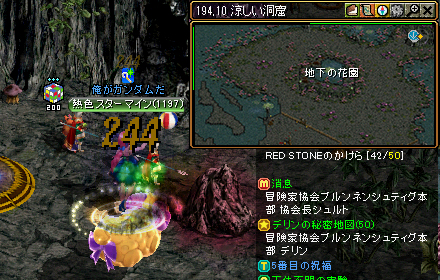 194,10 涼しい洞窟
地下の花園
俺がガンダムだ
200
熱色スターマイン(1197)
244
RED STONEのかけら [42/50]
消息
冒険家協会ブルンネンシュティグ本
部 協会長シュルト
デリンの秘密地図(50)
冒険家協会ブルンネンシュティグ本
部 デリン
5番目の祝福